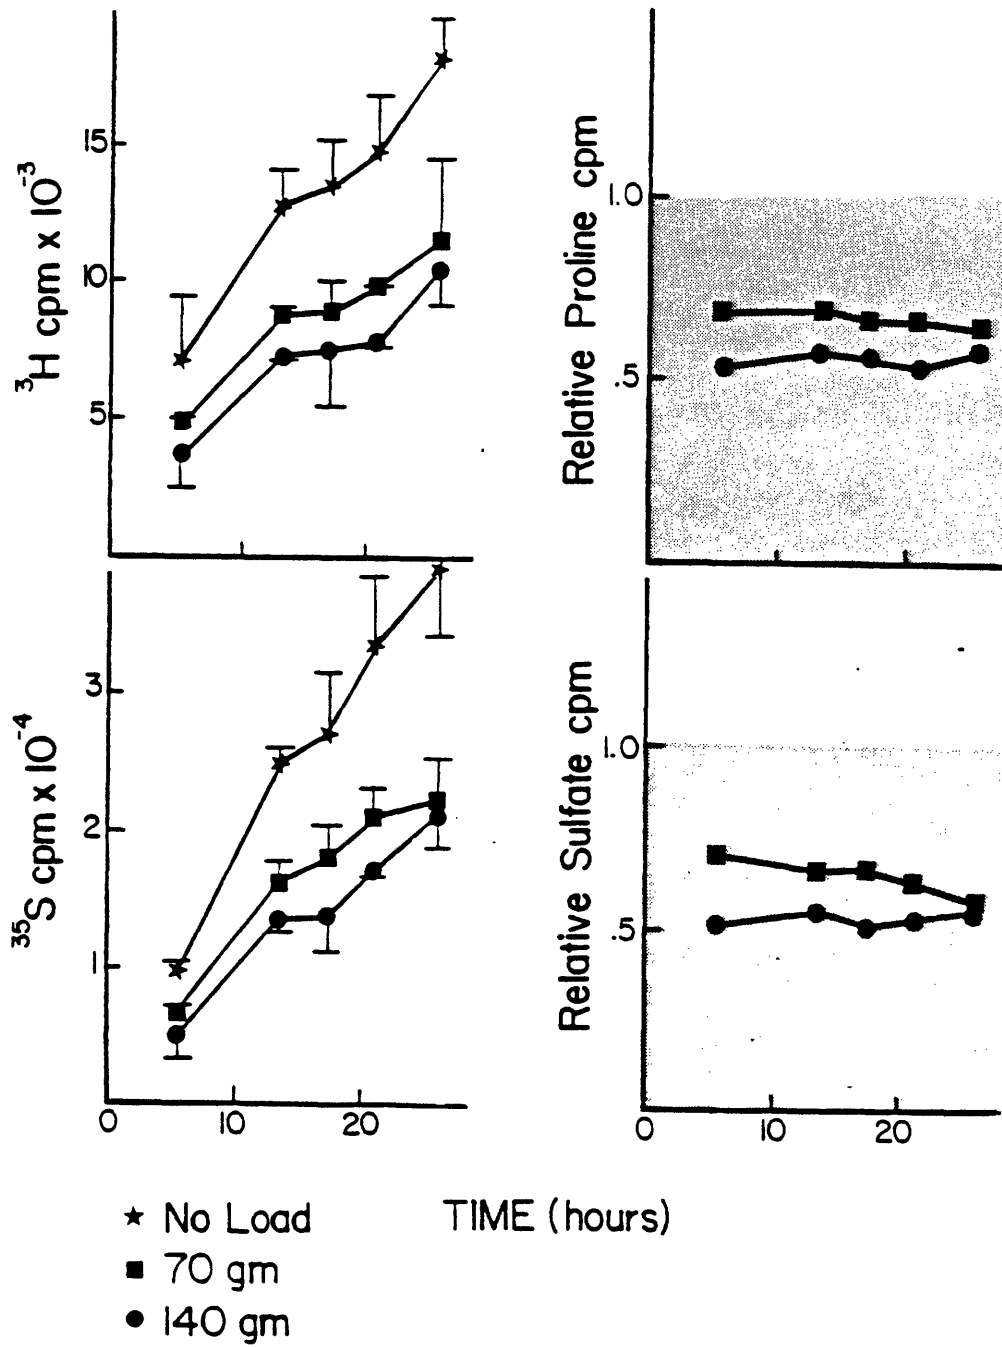 ³H cpm x 10⁻³
15
10
5
Relative Proline cpm
1.0
.5
³⁵S cpm x 10⁻⁴
3
2
1
0 10 20
Relative Sulfate cpm
1.0
.5
0 10 20
TIME (hours)
★ No Load
■ 70 gm
● 140 gm